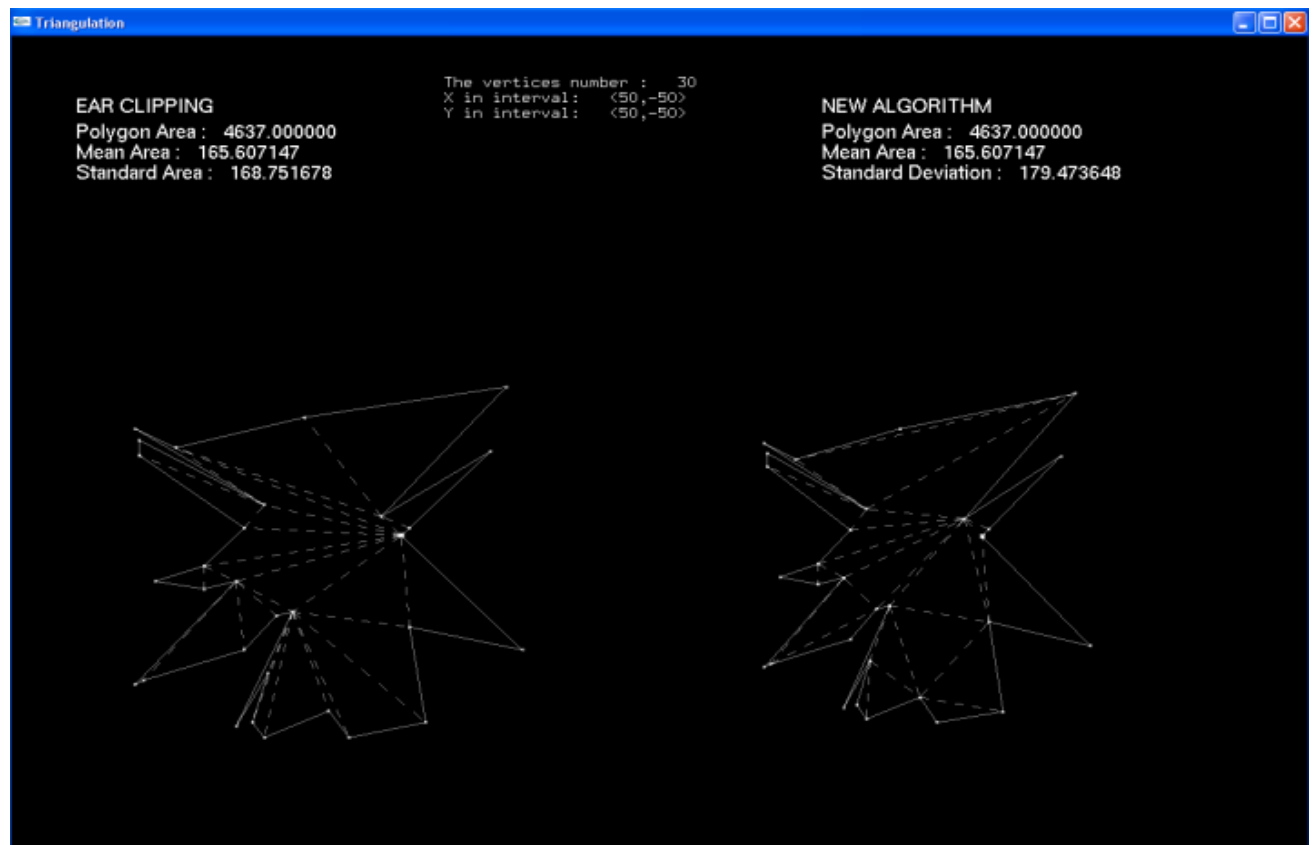 Triangulation
The vertices number : 30
X in interval: <50,-50>
Y in interval: <50,-50>
EAR CLIPPING
Polygon Area : 4637.000000
Mean Area : 165.607147
Standard Area : 168.751678
NEW ALGORITHM
Polygon Area : 4637.000000
Mean Area : 165.607147
Standard Deviation : 179.473648